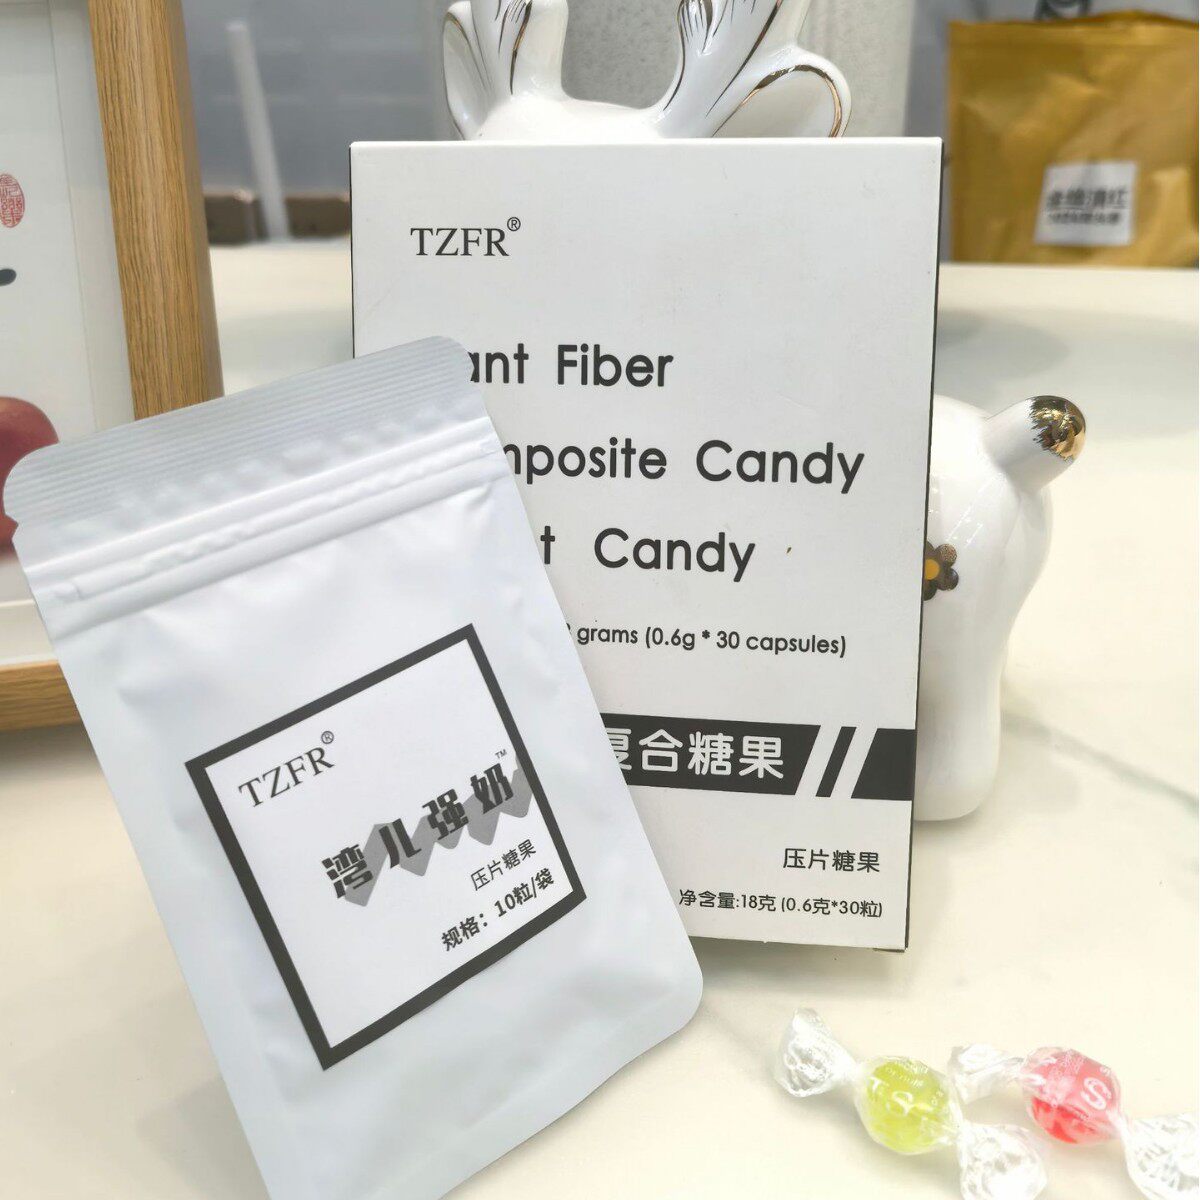 TZFR®
ant Fiber
mposite Candy
t Candy
grams (0.6g * 30 capsules)
复合糖果
压片糖果
净含量:18克 (0.6克*30粒)
TZFR®
湾儿强奶™
压片糖果
规格：10粒/袋